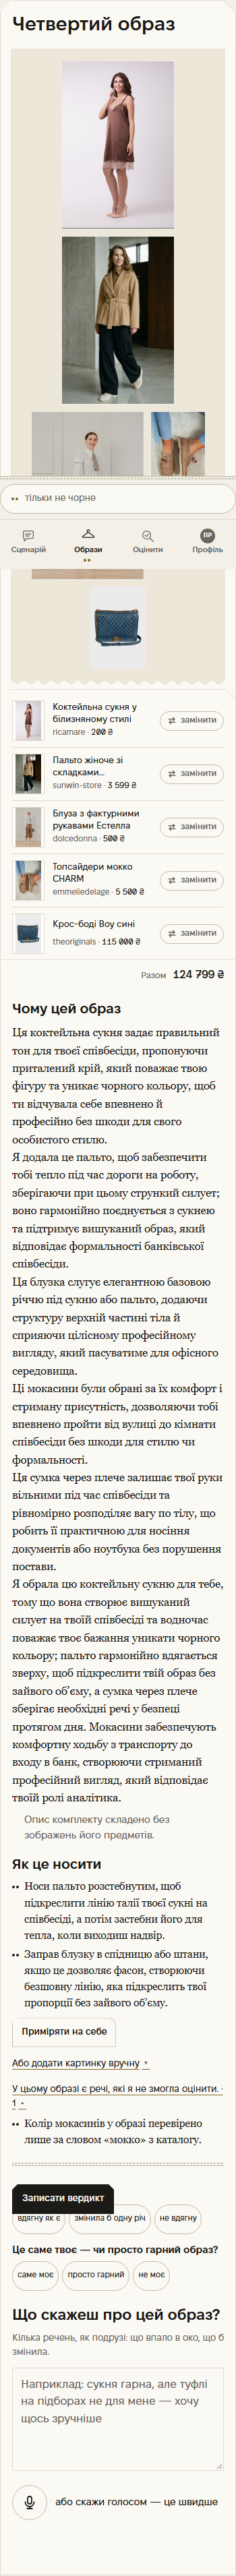 Четвертий образ
тільки не чорне
Сценарій
Образи
Оцінити
ПР
Профіль
Коктейльна сукня у
білизняному стилі
ricamare · 200 ₴
замінити
Пальто жіноче зі
складками...
sunwin-store · 3 599 ₴
замінити
Блуза з фактурними
рукавами Естелла
dolcedonna · 500 ₴
замінити
Топсайдери мокко
CHARM
emmeliedelage · 5 500 ₴
замінити
Крос-боді Boy сині
theoriginals · 115 000 ₴
замінити
Разом 124 799 ₴
Чому цей образ
Ця коктейльна сукня задає правильний
тон для твоєї співбесіди, пропонуючи
приталений крій, який поважає твою
фігуру та уникає чорного кольору, щоб
ти відчувала себе впевнено й
професійно без шкоди для свого
особистого стилю.
Я додала це пальто, щоб забезпечити
тобі тепло під час дороги на роботу,
зберігаючи при цьому стрункий силует;
воно гармонійно поєднується з сукнею
та підтримує вишуканий образ, який
відповідає формальності банківської
співбесіди.
Ця блузка слугує елегантною базовою
річчю під сукню або пальто, додаючи
структуру верхній частині тіла й
сприяючи цілісному професійному
вигляду, який пасуватиме для офісного
середовища.
Ці мокасини були обрані за їх комфорт і
стриману присутність, дозволяючи тобі
впевнено пройти від вулиці до кімнати
співбесіди без шкоди для стилю чи
формальності.
Ця сумка через плече залишає твої руки
вільними під час співбесіди та
рівномірно розподіляє вагу по тілу, що
робить її практичною для носіння
документів або ноутбука без порушення
постави.
Я обрала цю коктейльну сукню для тебе,
тому що вона створює вишуканий
силует на твоїй співбесіді та водночас
поважає твоє бажання уникати чорного
кольору; пальто гармонійно вдягається
зверху, щоб підкреслити твій образ без
зайвого обʼєму, а сумка через плече
зберігає необхідні речі у безпеці
протягом дня. Мокасини забезпечують
комфортну ходьбу з транспорту до
входу в банк, створюючи стриманий
професійний вигляд, який відповідає
твоїй ролі аналітика.
Опис комплекту складено без
зображень його предметів.
Як це носити
Носи пальто розстебнутим, щоб
підкреслити лінію талії твоєї сукні на
співбесіді, а потім застебни його для
тепла, коли виходиш надвір.
Заправ блузку в спідницю або штани,
якщо це дозволяє фасон, створюючи
безшовну лінію, яка підкреслить твої
пропорції без зайвого обʼєму.
Приміряти на себе
Або додати картинку вручну
У цьому образі є речі, які я не змогла оцінити. ·
1
Колір мокасинів у образі перевірено
лише за словом «мокко» з каталогу.
Записати вердикт
вдягну як є
змінила б одну річ
не вдягну
Це саме твоє — чи просто гарний образ?
саме моє
просто гарний
не моє
Що скажеш про цей образ?
Кілька речень, як подрузі: що впало в око, що б
змінила.
Наприклад: сукня гарна, але туфлі
на підборах не для мене — хочу
щось зручніше
або скажи голосом — це швидше